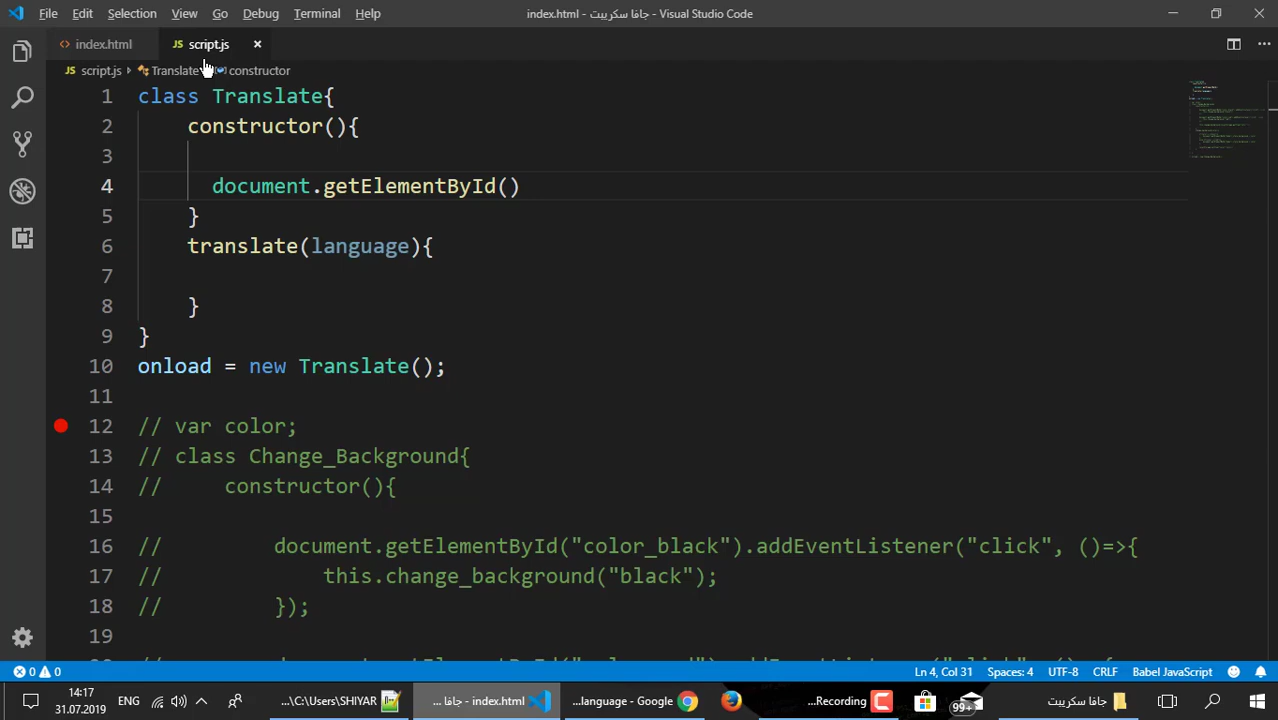 File Edit Selection View Go Debug Terminal Help
index.html - جافا سكريبت - Visual Studio Code
index.html
JS script.js ×
JS script.js Translate constructor
1 class Translate{
2 constructor(){
3
4 document.getElementById()
5 }
6 translate(language){
7
8 }
9 }
10 onload = new Translate();
11
12 // var color;
13 // class Change_Background{
14 // constructor(){
15
16 // document.getElementById("color_black").addEventListener("click", ()=>{
17 // this.change_background("black");
18 // });
19
0 0
Ln 4, Col 31 Spaces: 4 UTF-8 CRLF Babel JavaScript
14:17
31.07.2019
ENG
...C:\Users\SHIYAR
... جافا - index.html
...language - Google
...Recording
99+
جافا سكريبت